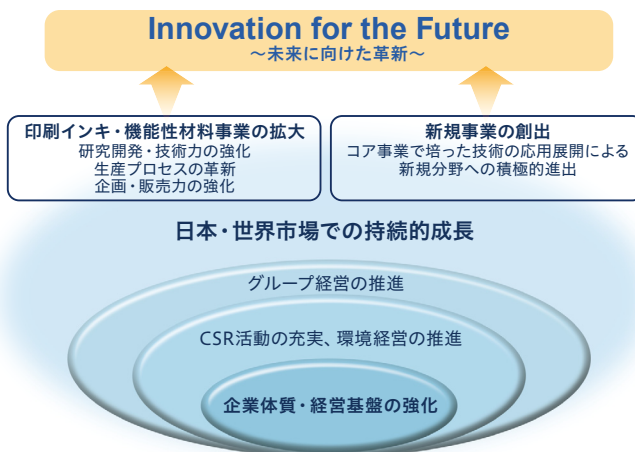 Innovation for the Future
～未来に向けた革新～
印刷インキ・機能性材料事業の拡大
研究開発・技術力の強化
生産プロセスの革新
企画・販売力の強化
新規事業の創出
コア事業で培った技術の応用展開による
新規分野への積極的進出
日本・世界市場での持続的成長
グループ経営の推進
CSR活動の充実、環境経営の推進
企業体質・経営基盤の強化